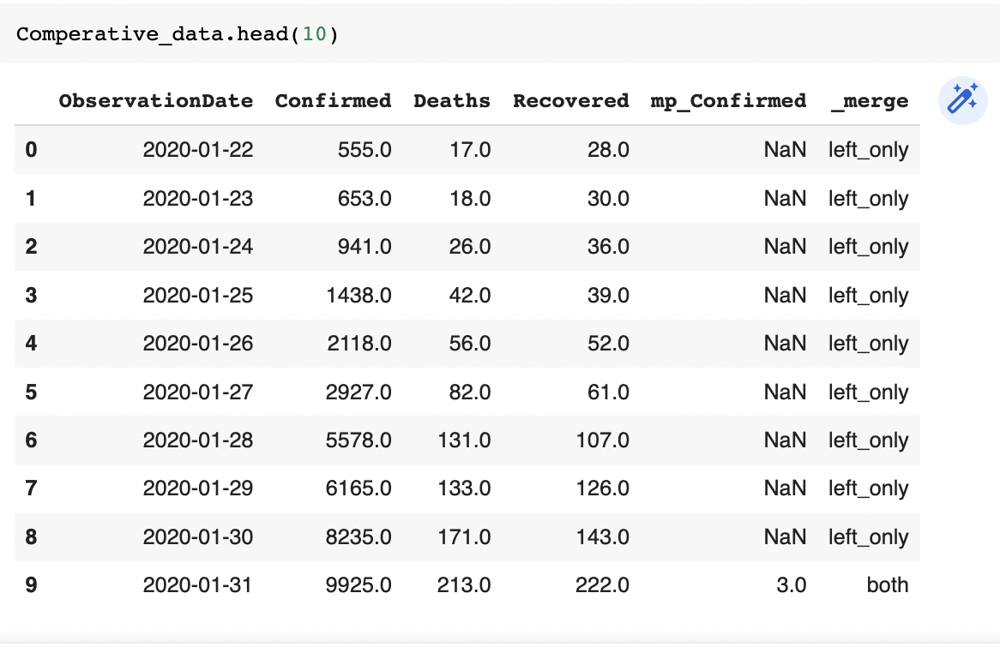 Comperative_data.head(10)
ObservationDate Confirmed Deaths Recovered mp_Confirmed _merge
0 2020-01-22 555.0 17.0 28.0 NaN left_only
1 2020-01-23 653.0 18.0 30.0 NaN left_only
2 2020-01-24 941.0 26.0 36.0 NaN left_only
3 2020-01-25 1438.0 42.0 39.0 NaN left_only
4 2020-01-26 2118.0 56.0 52.0 NaN left_only
5 2020-01-27 2927.0 82.0 61.0 NaN left_only
6 2020-01-28 5578.0 131.0 107.0 NaN left_only
7 2020-01-29 6165.0 133.0 126.0 NaN left_only
8 2020-01-30 8235.0 171.0 143.0 NaN left_only
9 2020-01-31 9925.0 213.0 222.0 3.0 both